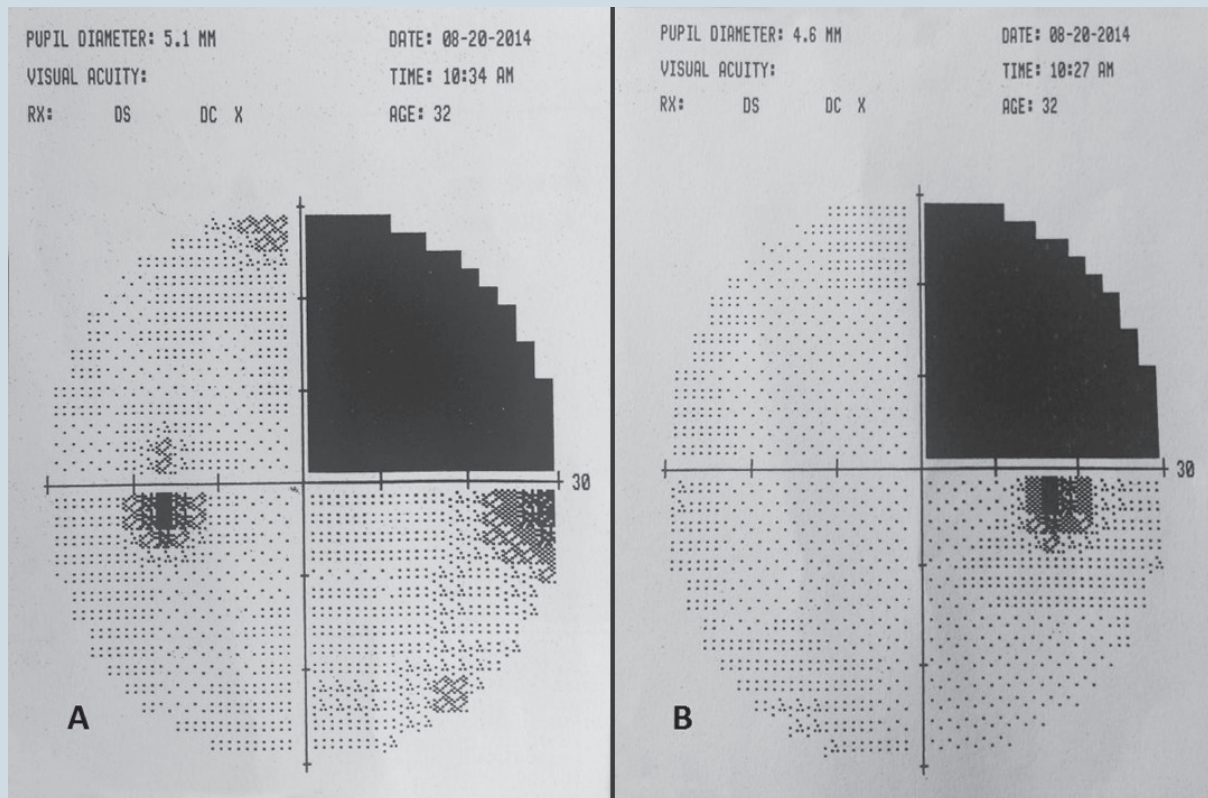 PUPIL DIAMETER: 5.1 MM DATE: 08-20-2014
VISUAL ACUITY: TIME: 10:34 AM
RX: DS DC X AGE: 32
30
A
PUPIL DIAMETER: 4.6 MM DATE: 08-20-2014
VISUAL ACUITY: TIME: 10:27 AM
RX: DS DC X AGE: 32
30
B